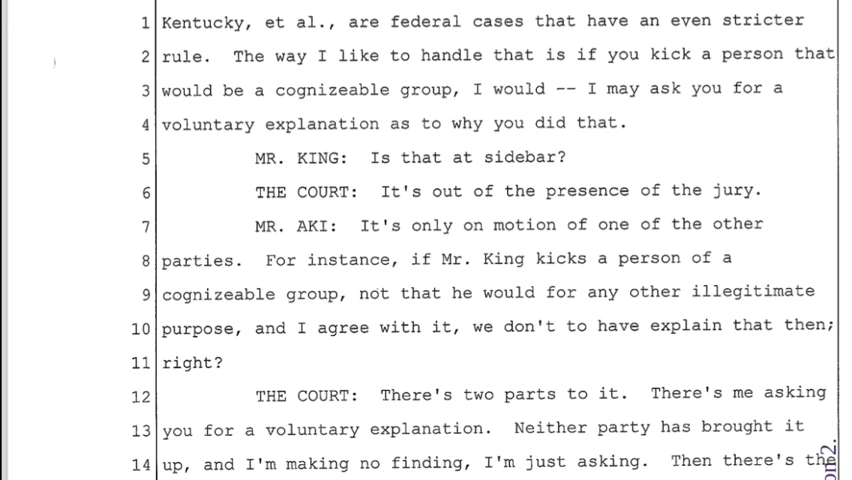 1 Kentucky, et al., are federal cases that have an even stricter
2 rule. The way I like to handle that is if you kick a person that
3 would be a cognizeable group, I would -- I may ask you for a
4 voluntary explanation as to why you did that.
5 MR. KING: Is that at sidebar?
6 THE COURT: It's out of the presence of the jury.
7 MR. AKI: It's only on motion of one of the other
8 parties. For instance, if Mr. King kicks a person of a
9 cognizeable group, not that he would for any other illegitimate
10 purpose, and I agree with it, we don't to have explain that then;
11 right?
12 THE COURT: There's two parts to it. There's me asking
13 you for a voluntary explanation. Neither party has brought it
14 up, and I'm making no finding, I'm just asking. Then there's the
on 2.